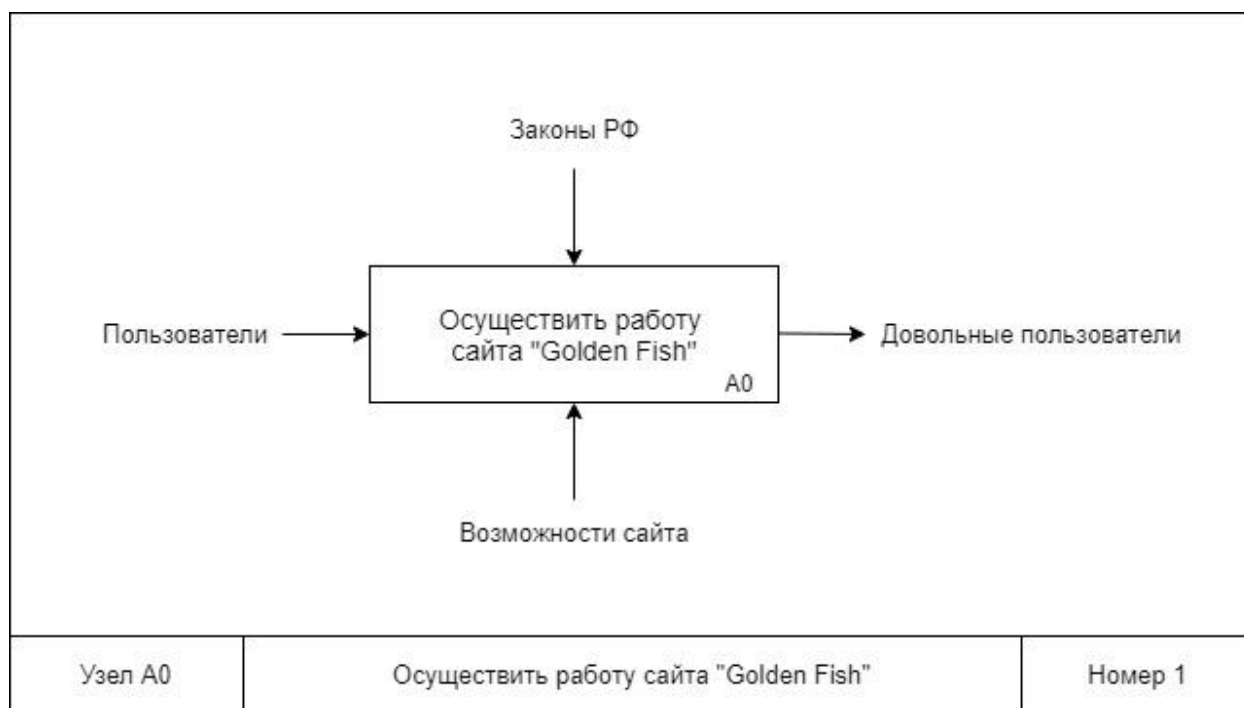 Законы РФ
Пользователи
Осуществить работу
сайта "Golden Fish"
A0
Довольные пользователи
Возможности сайта
Узел A0
Осуществить работу сайта "Golden Fish"
Номер 1